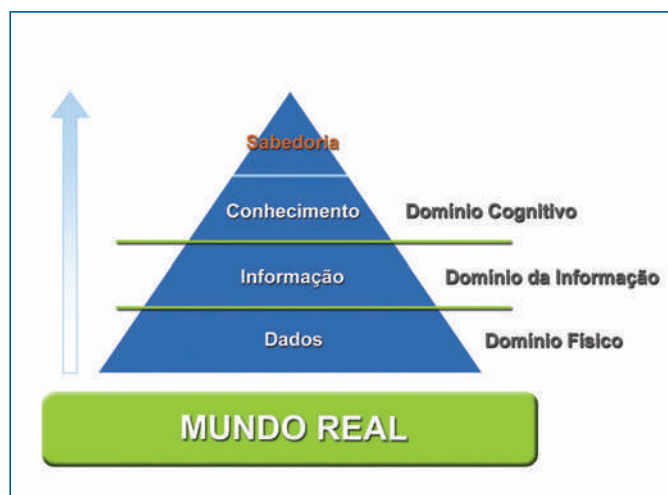 Sabedoria
Conhecimento
Domínio Cognitivo
Informação
Domínio da Informação
Dados
Domínio Físico
MUNDO REAL